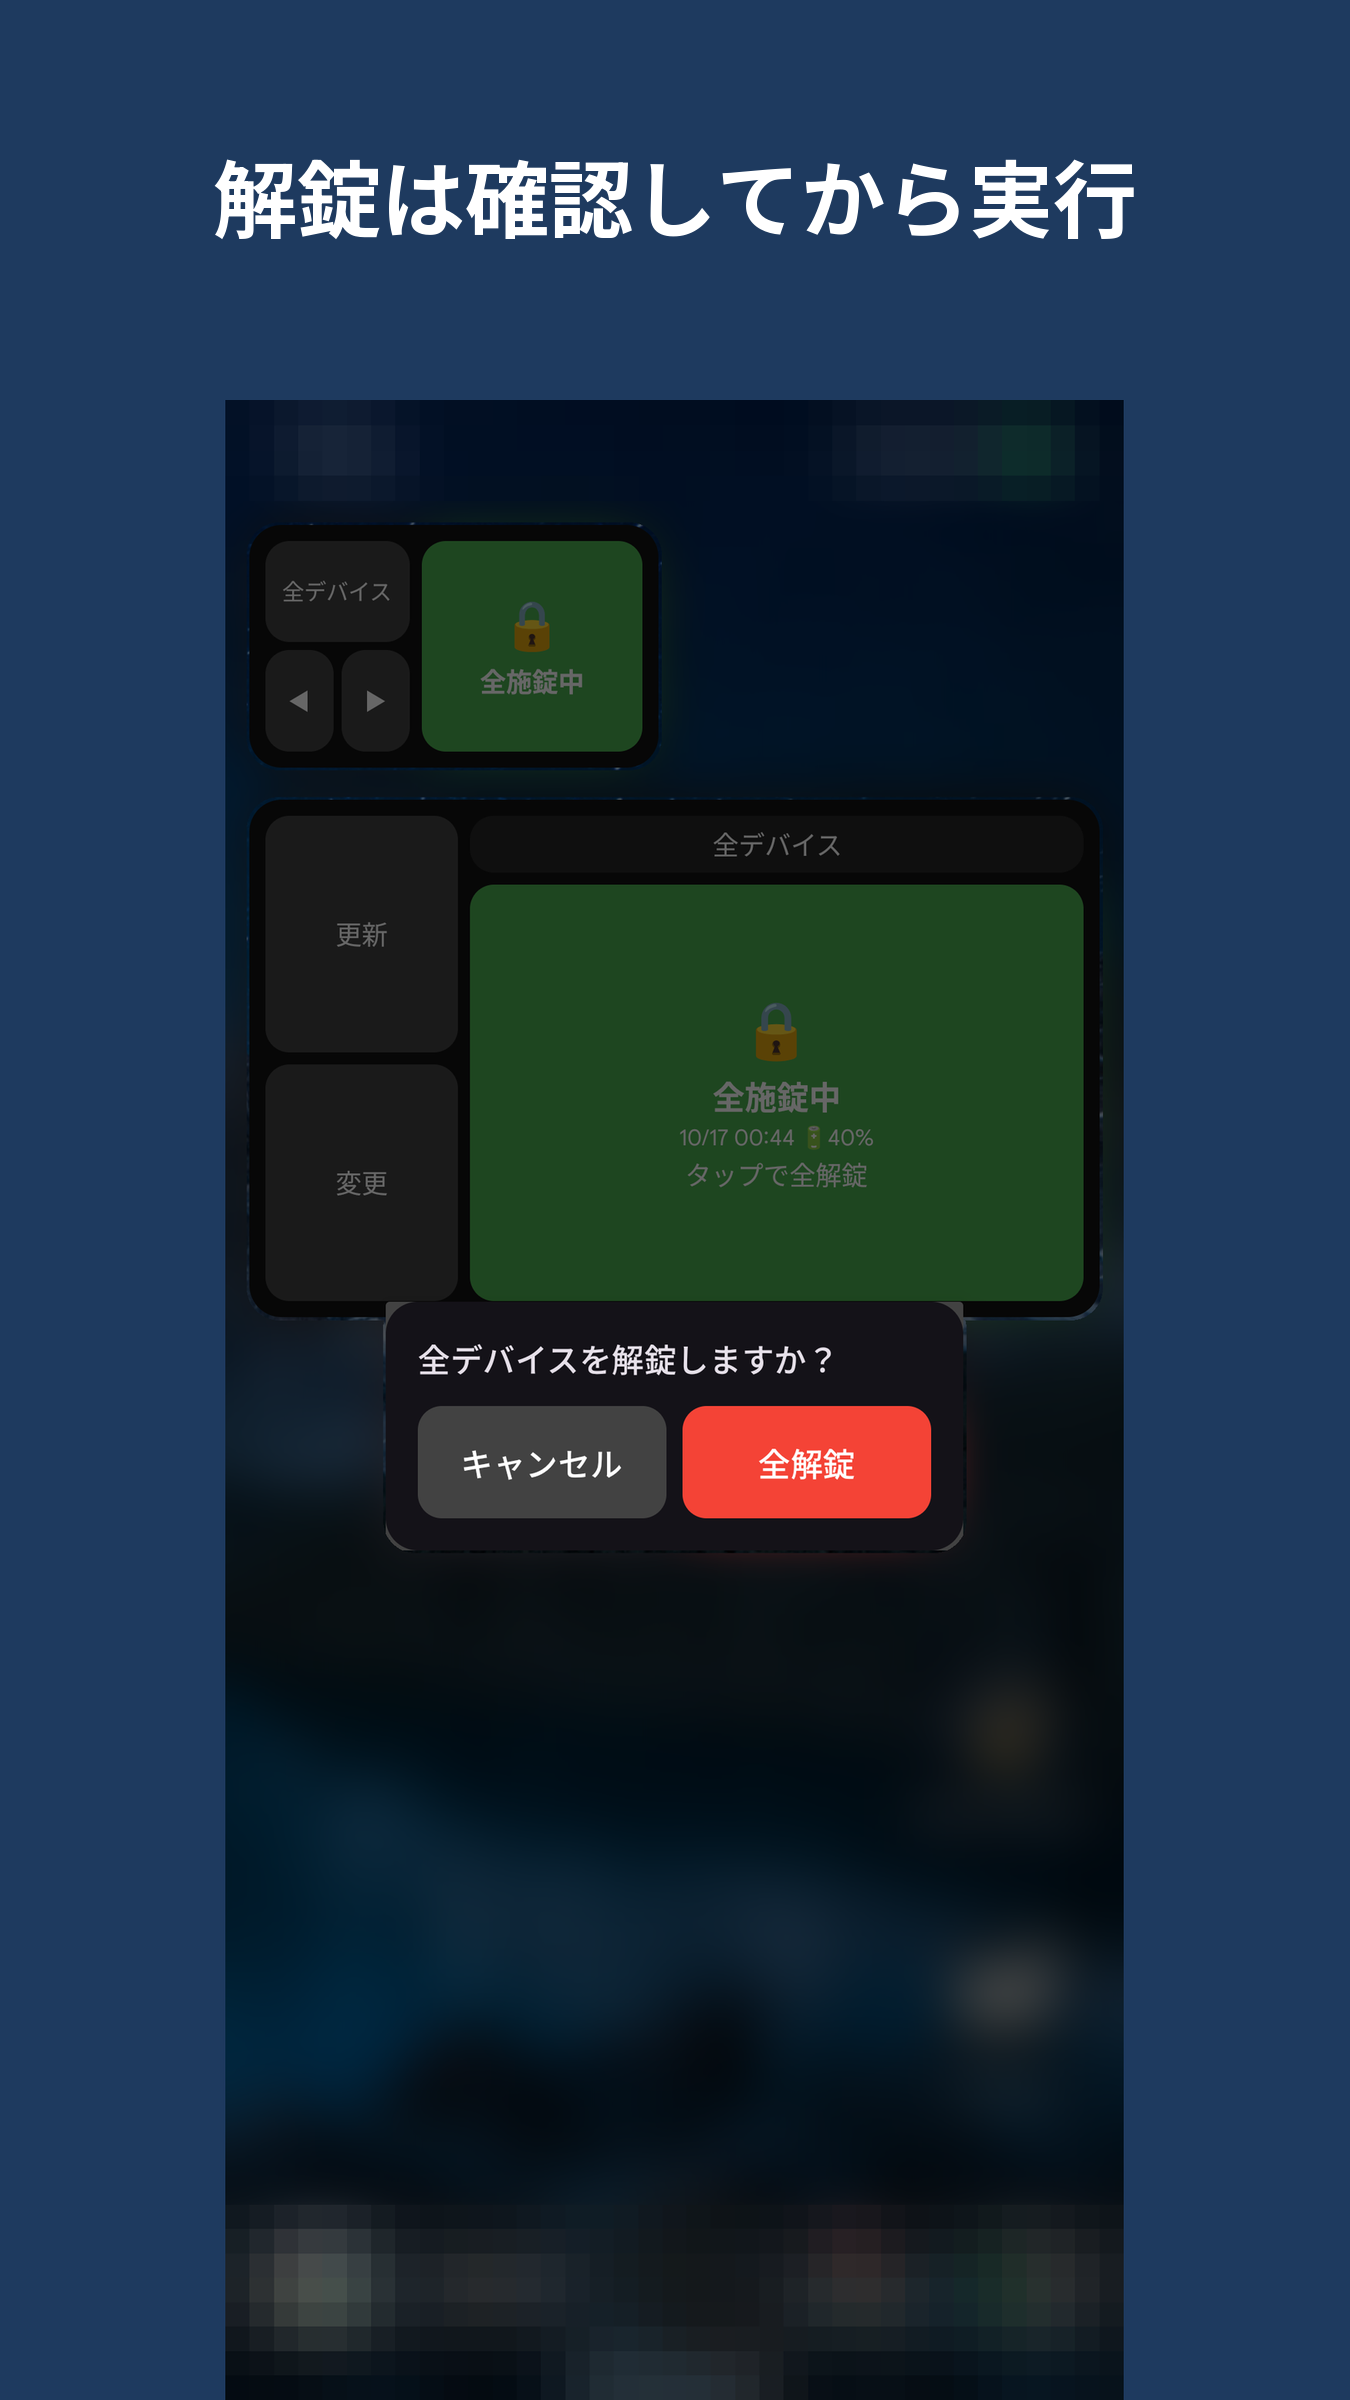 解錠は確認してから実行
全デバイス
全施錠中
全デバイス
更新
変更
全施錠中
10/17 00:44 🔋40%
タップで全解錠
全デバイスを解錠しますか？
キャンセル
全解錠